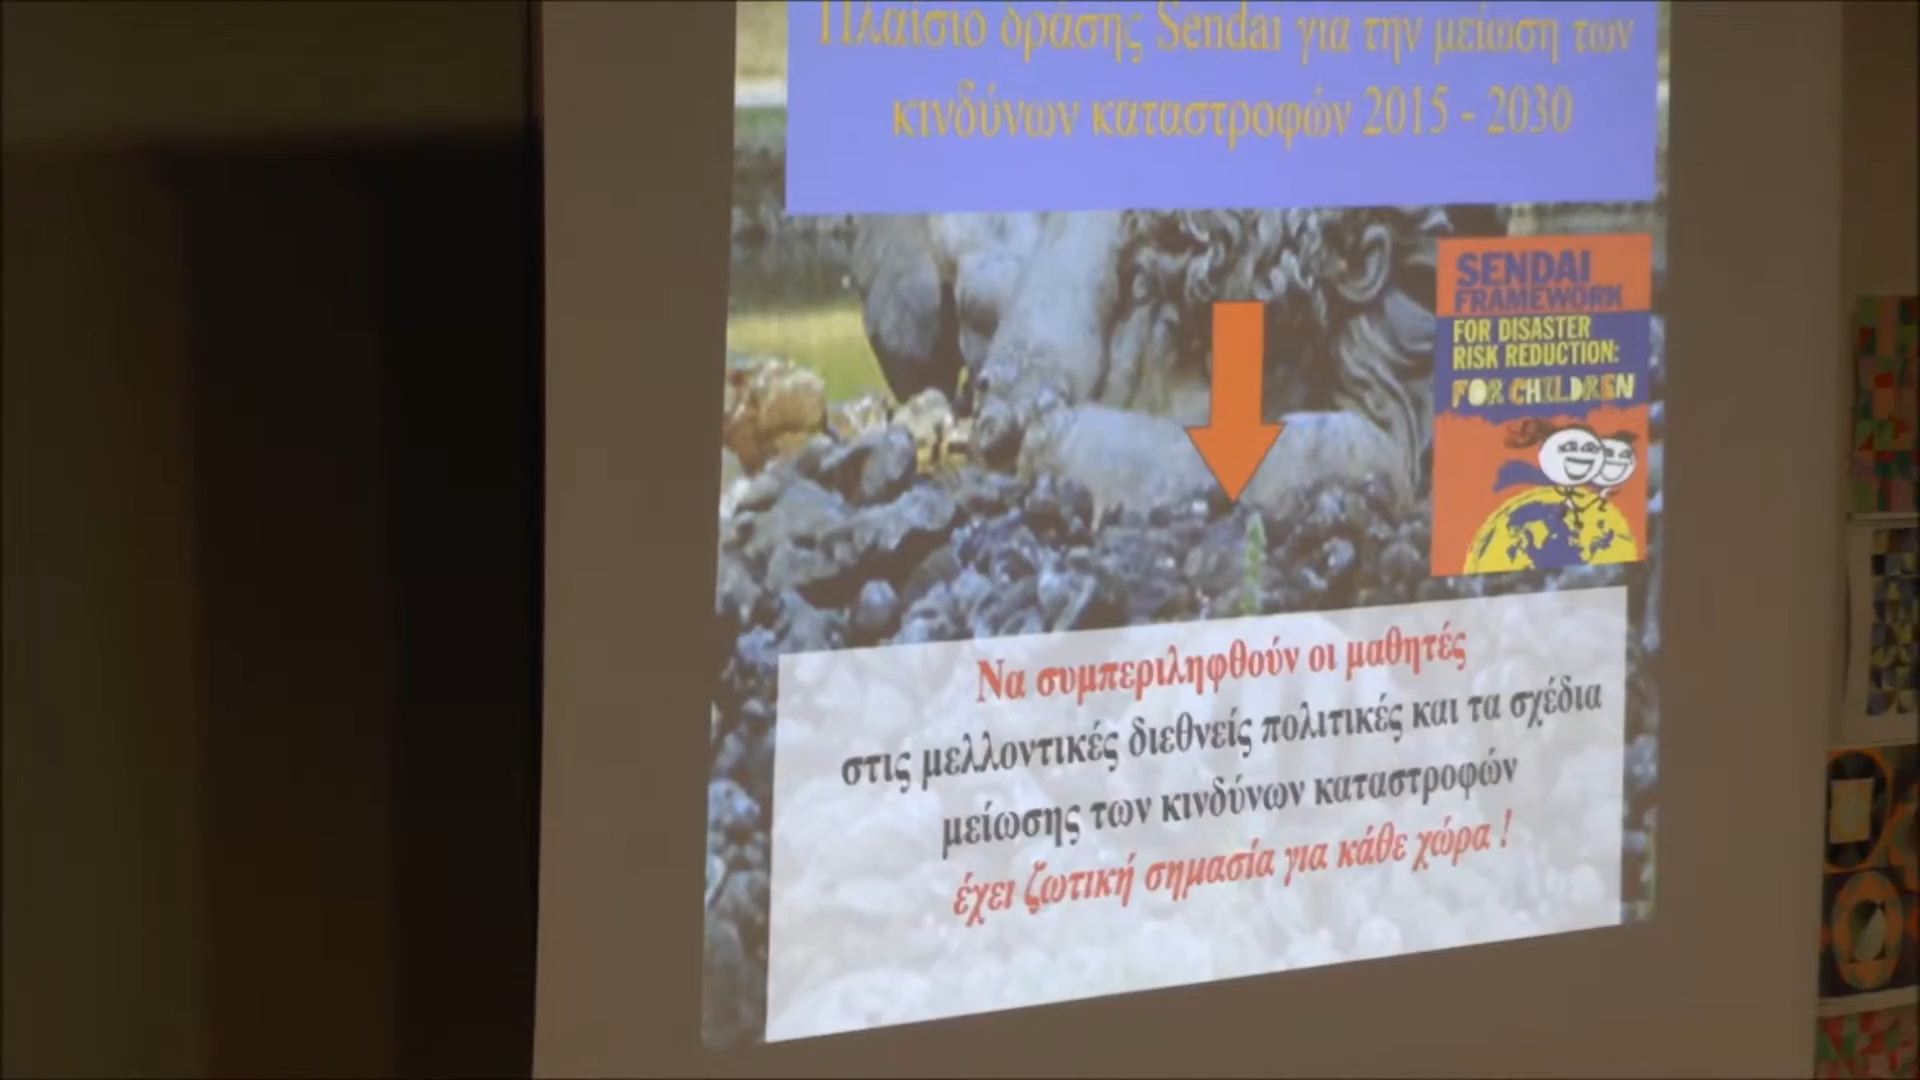 Πλαίσιο δράσης Sendai για την μείωση των
κινδύνων καταστροφών 2015 - 2030
SENDAI
FRAMEWORK
FOR DISASTER
RISK REDUCTION:
FOR CHILDREN
Να συμπεριληφθούν οι μαθητές
στις μελλοντικές διεθνείς πολιτικές και τα σχέδια
μείωσης των κινδύνων καταστροφών
έχει ζωτική σημασία για κάθε χώρα !